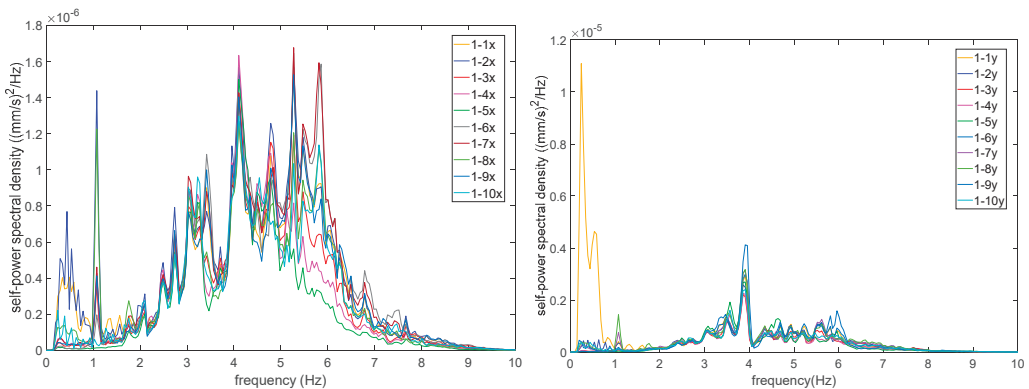 ×10^-6
1.8
1.6
1.4
1.2
1
0.8
0.6
0.4
0.2
0
self-power spectral density ((mm/s)^2/Hz)
0 1 2 3 4 5 6 7 8 9 10
frequency (Hz)
1-1x
1-2x
1-3x
1-4x
1-5x
1-6x
1-7x
1-8x
1-9x
1-10x
×10^-5
1.2
1
0.8
0.6
0.4
0.2
0
self-power spectral density ((mm/s)^2/Hz)
0 1 2 3 4 5 6 7 8 9 10
frequency(Hz)
1-1y
1-2y
1-3y
1-4y
1-5y
1-6y
1-7y
1-8y
1-9y
1-10y